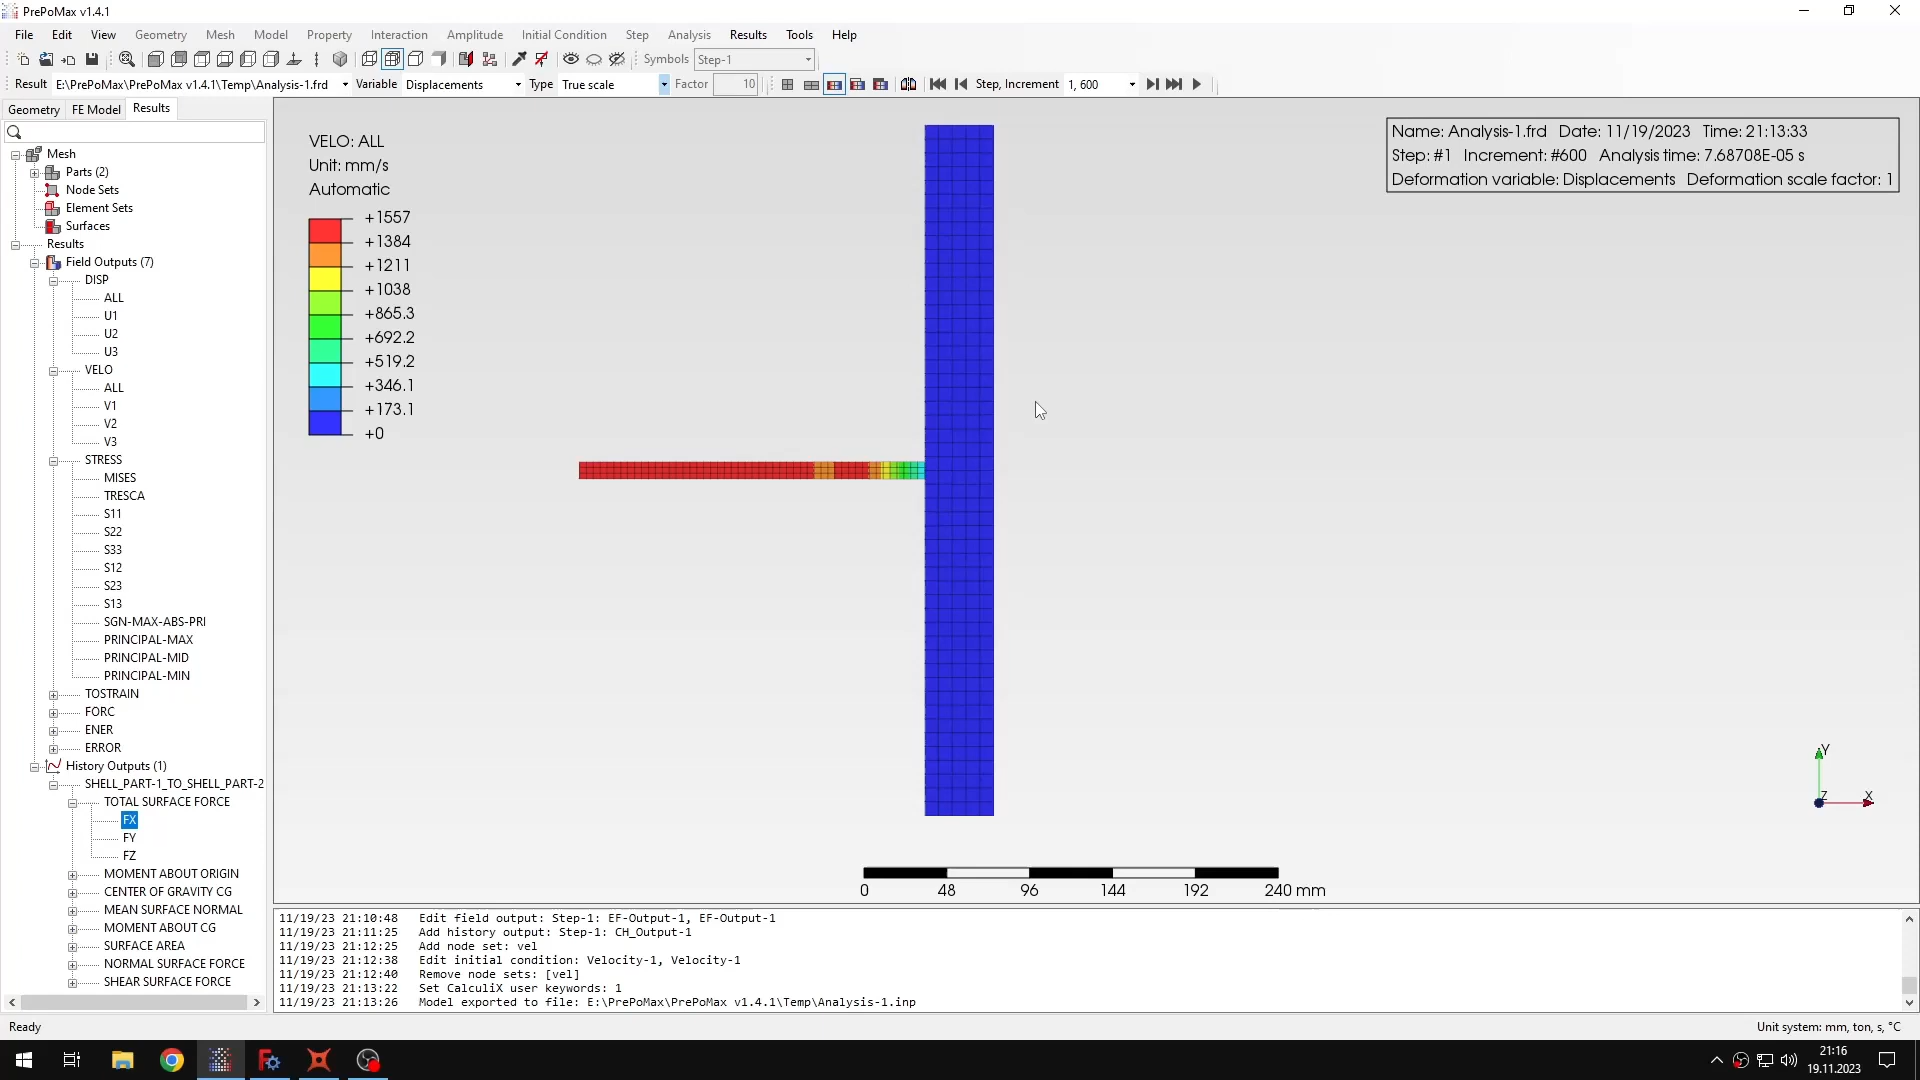 PrePoMax v1.4.1
File Edit View Geometry Mesh Model Property Interaction Amplitude Initial Condition Step Analysis Results Tools Help
Symbols Step-1
Result E:\PrePoMax\PrePoMax v1.4.1\Temp\Analysis-1.frd Variable Displacements Type True scale Factor 10 Step, Increment 1, 600
Geometry FE Model Results
Mesh
Parts (2)
Node Sets
Element Sets
Surfaces
Results
Field Outputs (7)
DISP
ALL
U1
U2
U3
VELO
ALL
V1
V2
V3
STRESS
MISES
TRESCA
S11
S22
S33
S12
S23
S13
SGN-MAX-ABS-PRI
PRINCIPAL-MAX
PRINCIPAL-MID
PRINCIPAL-MIN
TOSTRAIN
FORC
ENER
ERROR
History Outputs (1)
SHELL_PART-1_TO_SHELL_PART-2
TOTAL SURFACE FORCE
FX
FY
FZ
MOMENT ABOUT ORIGIN
CENTER OF GRAVITY CG
MEAN SURFACE NORMAL
MOMENT ABOUT CG
SURFACE AREA
NORMAL SURFACE FORCE
SHEAR SURFACE FORCE
VELO: ALL
Unit: mm/s
Automatic
+1557
+1384
+1211
+1038
+865.3
+692.2
+519.2
+346.1
+173.1
+0
Name: Analysis-1.frd Date: 11/19/2023 Time: 21:13:33
Step: #1 Increment: #600 Analysis time: 7.68708E-05 s
Deformation variable: Displacements Deformation scale factor: 1
Y
Z X
0 48 96 144 192 240 mm
11/19/23 21:10:48 Edit field output: Step-1: EF-Output-1, EF-Output-1
11/19/23 21:11:25 Add history output: Step-1: CH_Output-1
11/19/23 21:12:25 Add node set: vel
11/19/23 21:12:38 Edit initial condition: Velocity-1, Velocity-1
11/19/23 21:12:40 Remove node sets: [vel]
11/19/23 21:13:22 Set CalculiX user keywords: 1
11/19/23 21:13:26 Model exported to file: E:\PrePoMax\PrePoMax v1.4.1\Temp\Analysis-1.inp
Ready
Unit system: mm, ton, s, °C
21:16
19.11.2023